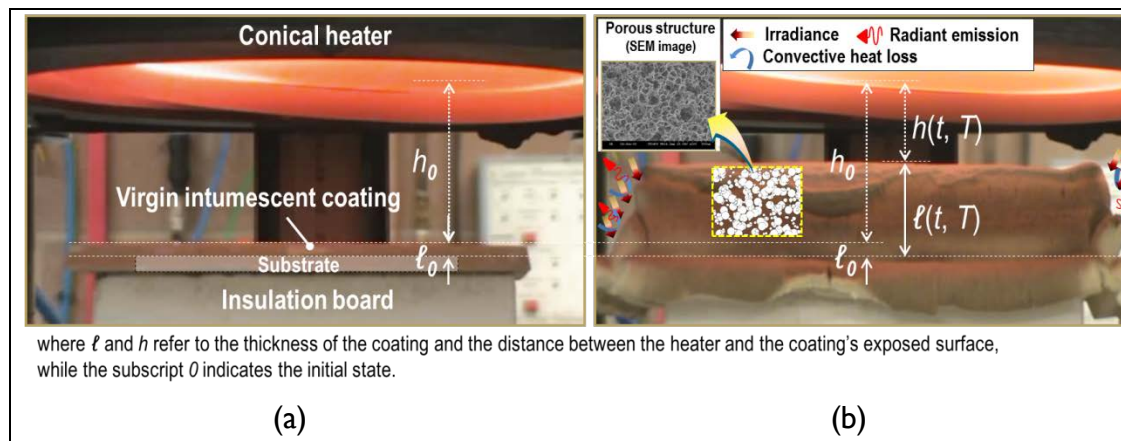 Conical heater
h0
Virgin intumescent coating
ℓ0
Substrate
Insulation board
Porous structure
(SEM image)
Irradiance
Radiant emission
Convective heat loss
h0
h(t, T)
ℓ(t, T)
ℓ0
S
where ℓ and h refer to the thickness of the coating and the distance between the heater and the coating's exposed surface,
while the subscript 0 indicates the initial state.
(a)
(b)